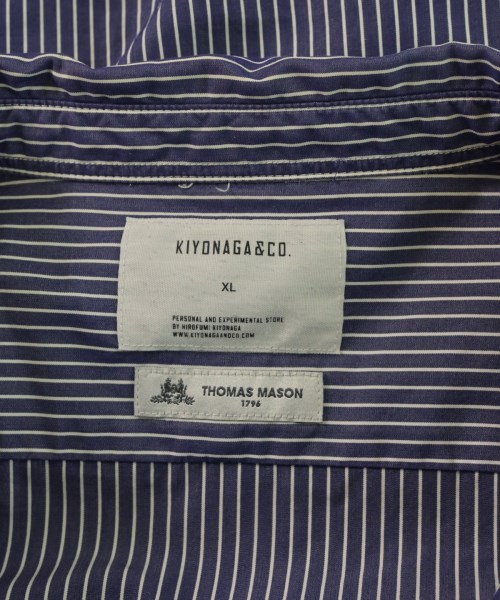 KIYONAGA&CO.
XL
PERSONAL AND EXPERIMENTAL STORE
BY HIROFUMI KIYONAGA
WWW.KIYONAGAANDCO.COM
THOMAS MASON
1796